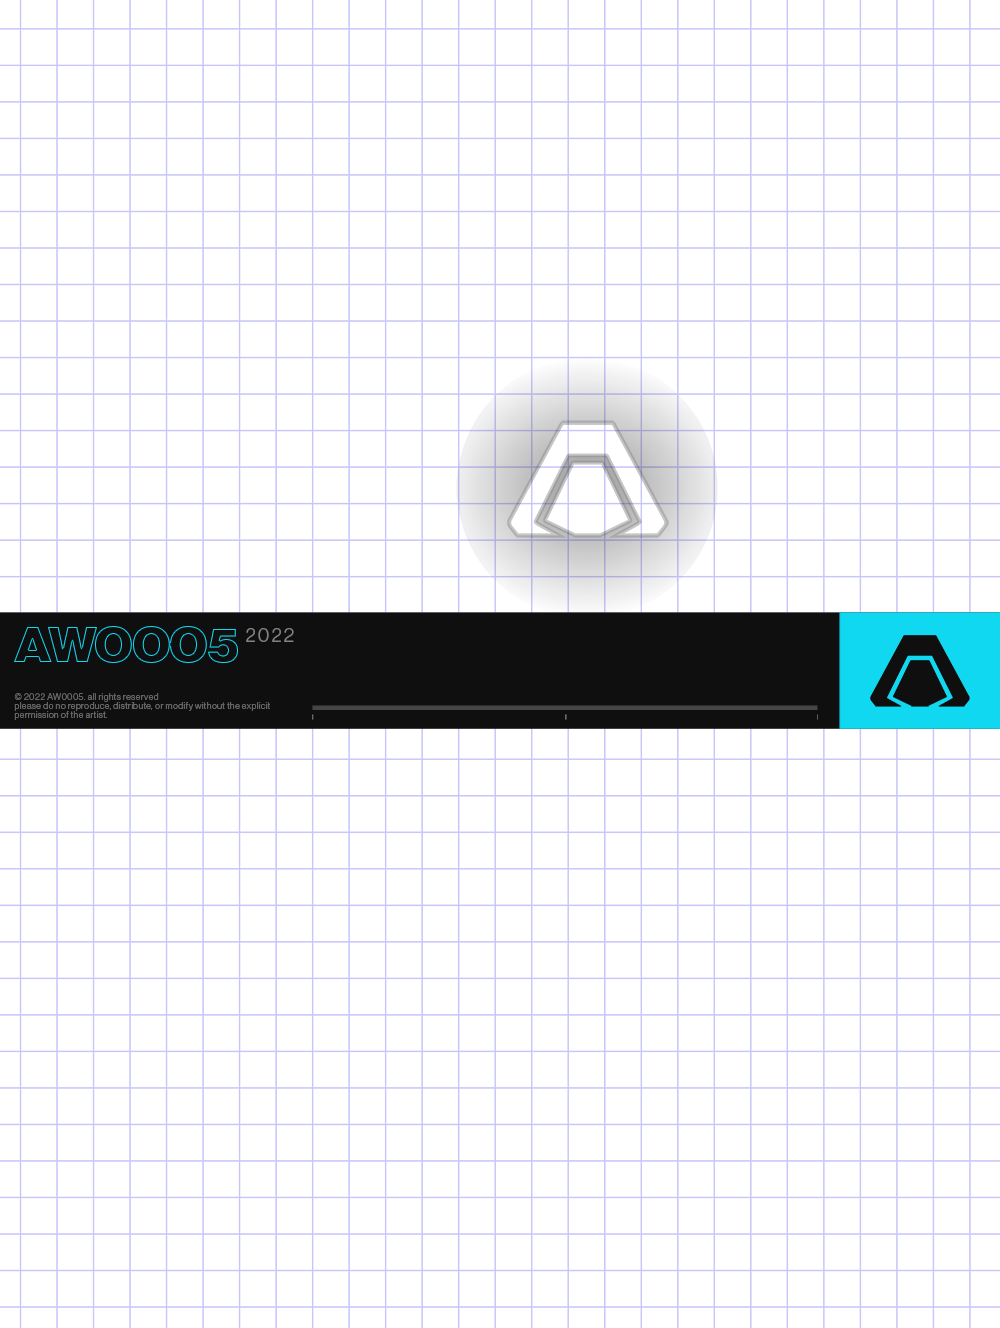 AW0005 2022
© 2022 AW0005. all rights reserved
please do no reproduce, distribute, or modify without the explicit
permission of the artist.